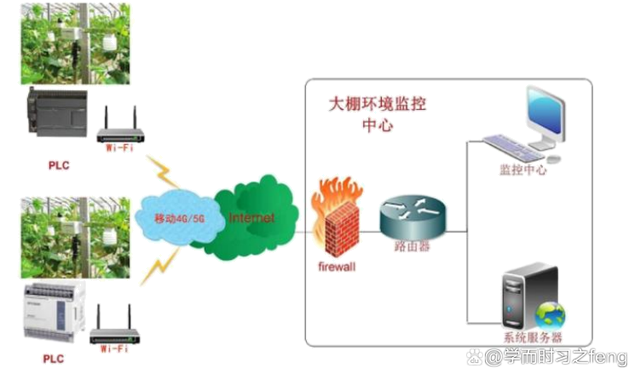 大棚环境监控
中心
Wi-Fi
PLC
监控中心
移动4G/5G
Internet
路由器
firewall
Wi-Fi
PLC
系统服务器
@学而时习之feng